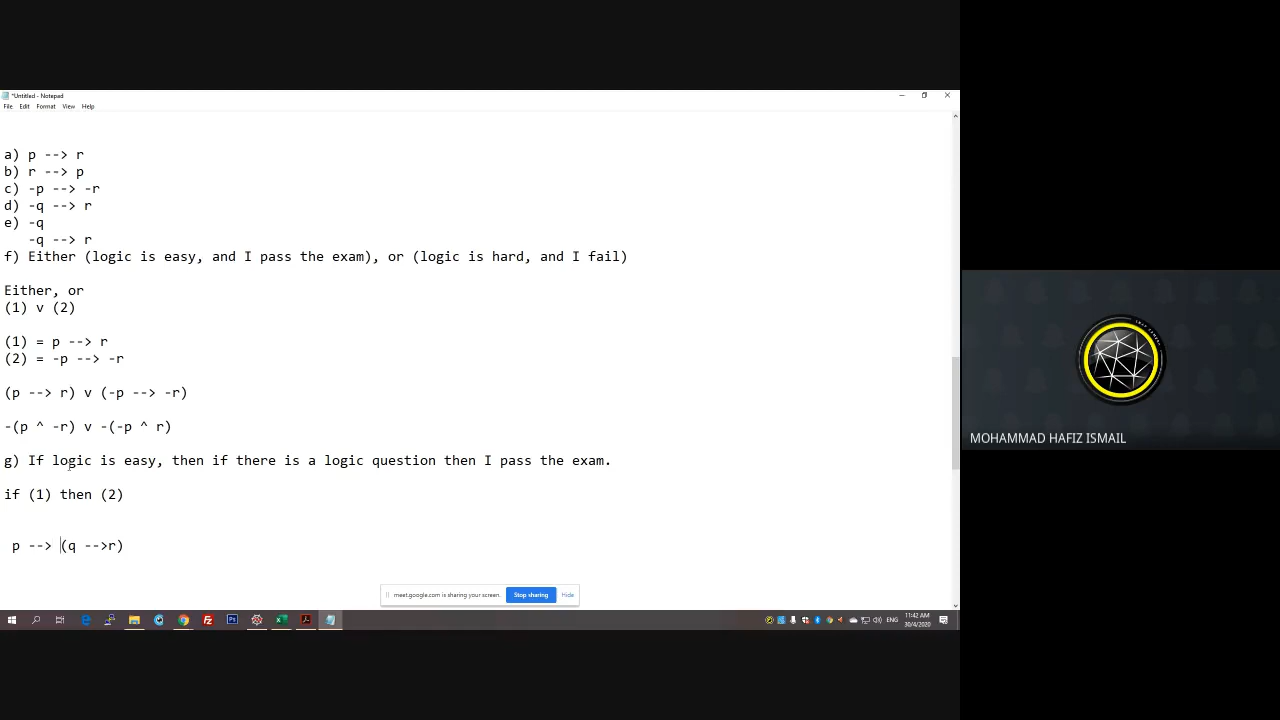 *Untitled - Notepad
File Edit Format View Help
a) p --> r
b) r --> p
c) -p --> -r
d) -q --> r
e) -q
-q --> r
f) Either (logic is easy, and I pass the exam), or (logic is hard, and I fail)
Either, or
(1) v (2)
(1) = p --> r
(2) = -p --> -r
(p --> r) v (-p --> -r)
-(p ^ -r) v -(-p ^ r)
g) If logic is easy, then if there is a logic question then I pass the exam.
if (1) then (2)
p --> (q -->r)
meet.google.com is sharing your screen. Stop sharing Hide
ENG
11:42 AM
30/4/2020
MOHAMMAD HAFIZ ISMAIL